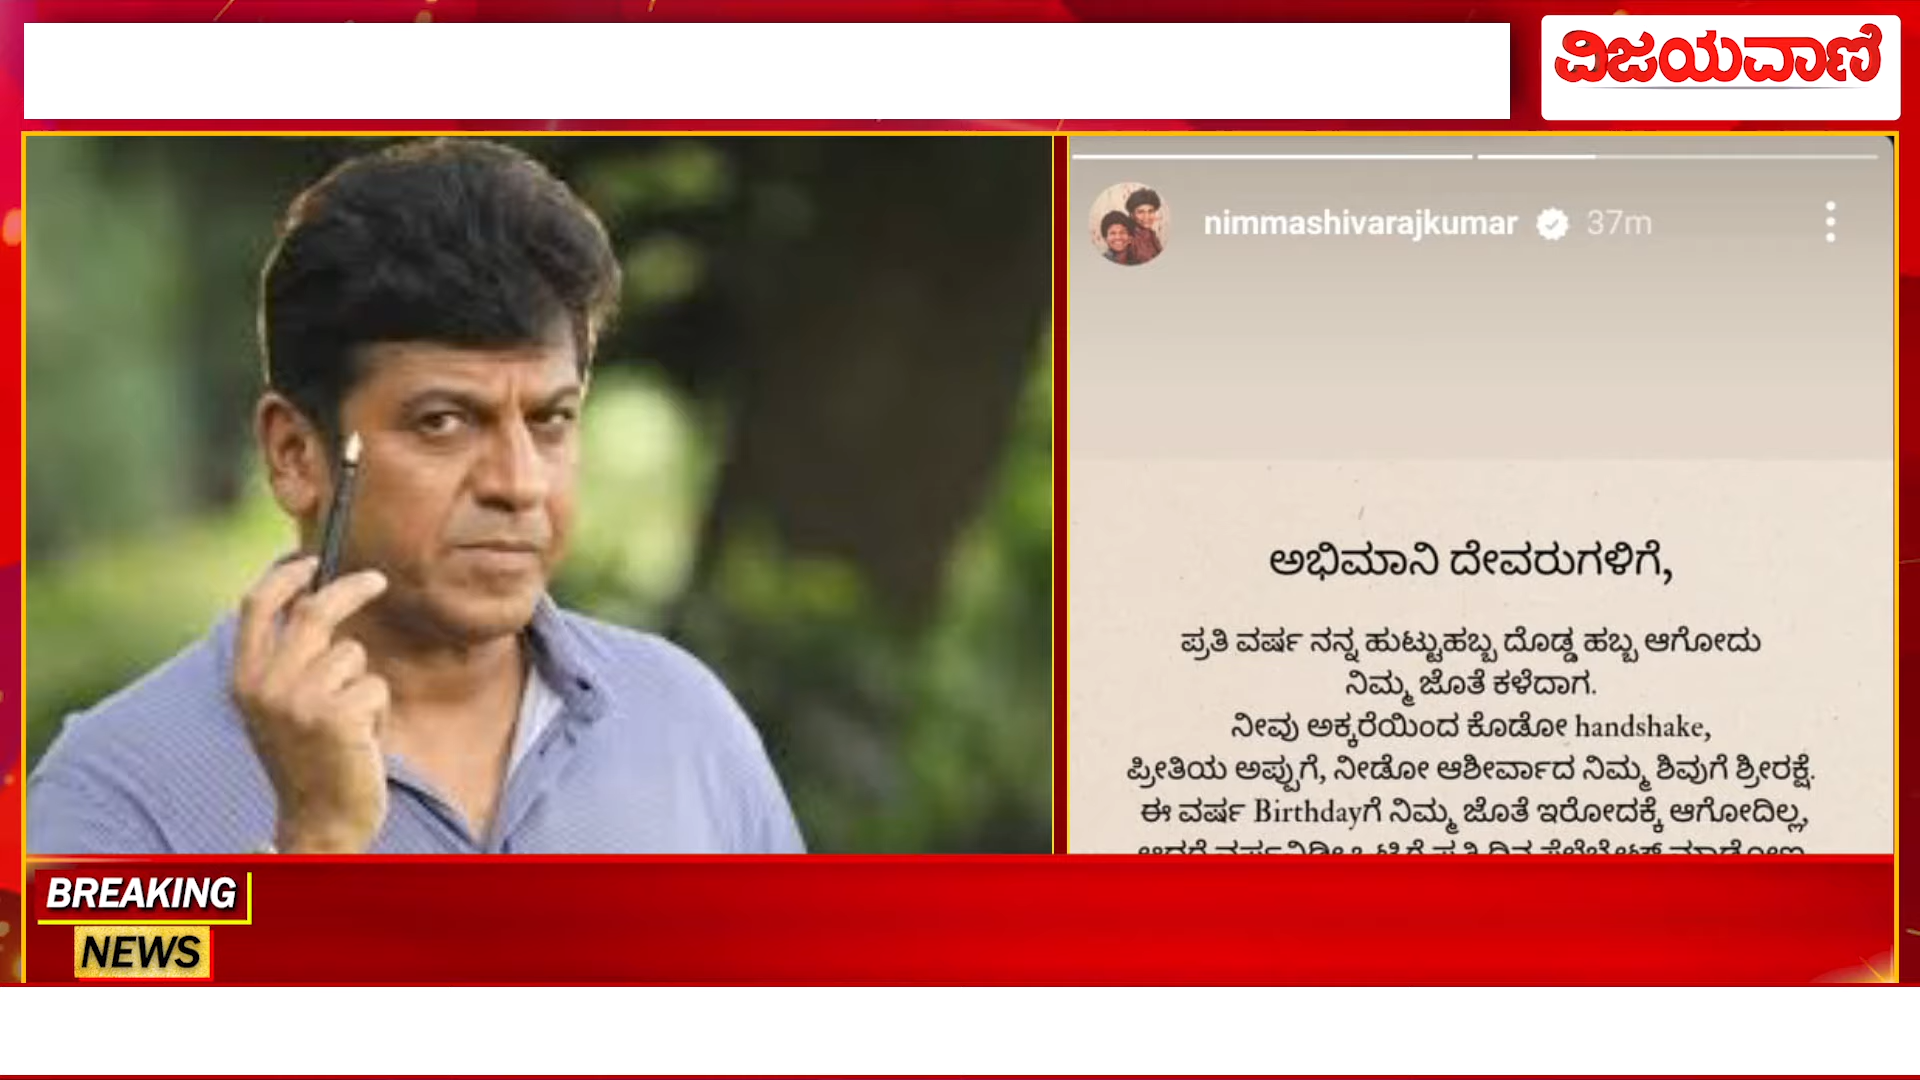 ವಿಜಯವಾಣಿ
nimmashivarajkumar 37m
ಅಭಿಮಾನಿ ದೇವರುಗಳಿಗೆ,
ಪ್ರತಿ ವರ್ಷ ನನ್ನ ಹುಟ್ಟುಹಬ್ಬ ದೊಡ್ಡ ಹಬ್ಬ ಆಗೋದು
ನಿಮ್ಮ ಜೊತೆ ಕಳೆದಾಗ.
ನೀವು ಅಕ್ಕರೆಯಿಂದ ಕೊಡೋ handshake,
ಪ್ರೀತಿಯ ಅಪ್ಪುಗೆ, ನೀಡೋ ಆಶೀರ್ವಾದ ನಿಮ್ಮ ಶಿವುಗೆ ಶ್ರೀರಕ್ಷೆ.
ಈ ವರ್ಷ Birthdayಗೆ ನಿಮ್ಮ ಜೊತೆ ಇರೋದಕ್ಕೆ ಆಗೋದಿಲ್ಲ,
BREAKING
NEWS